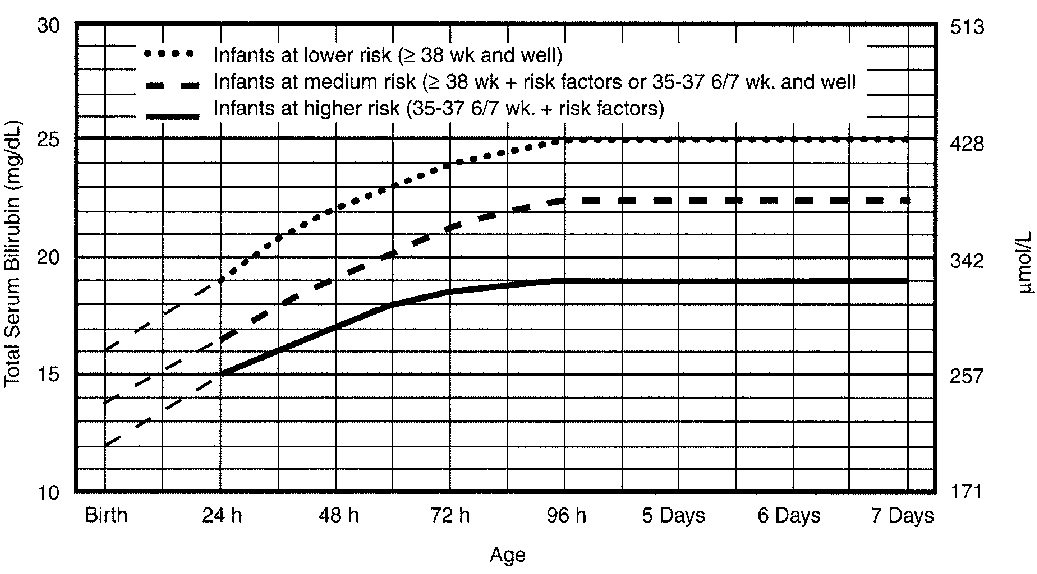 30
513
Infants at lower risk (≥ 38 wk and well)
Infants at medium risk (≥ 38 wk + risk factors or 35-37 6/7 wk. and well
Infants at higher risk (35-37 6/7 wk. + risk factors)
Total Serum Bilirubin (mg/dL)
25
428
20
342
µmol/L
15
257
10
171
Birth 24 h 48 h 72 h 96 h 5 Days 6 Days 7 Days
Age